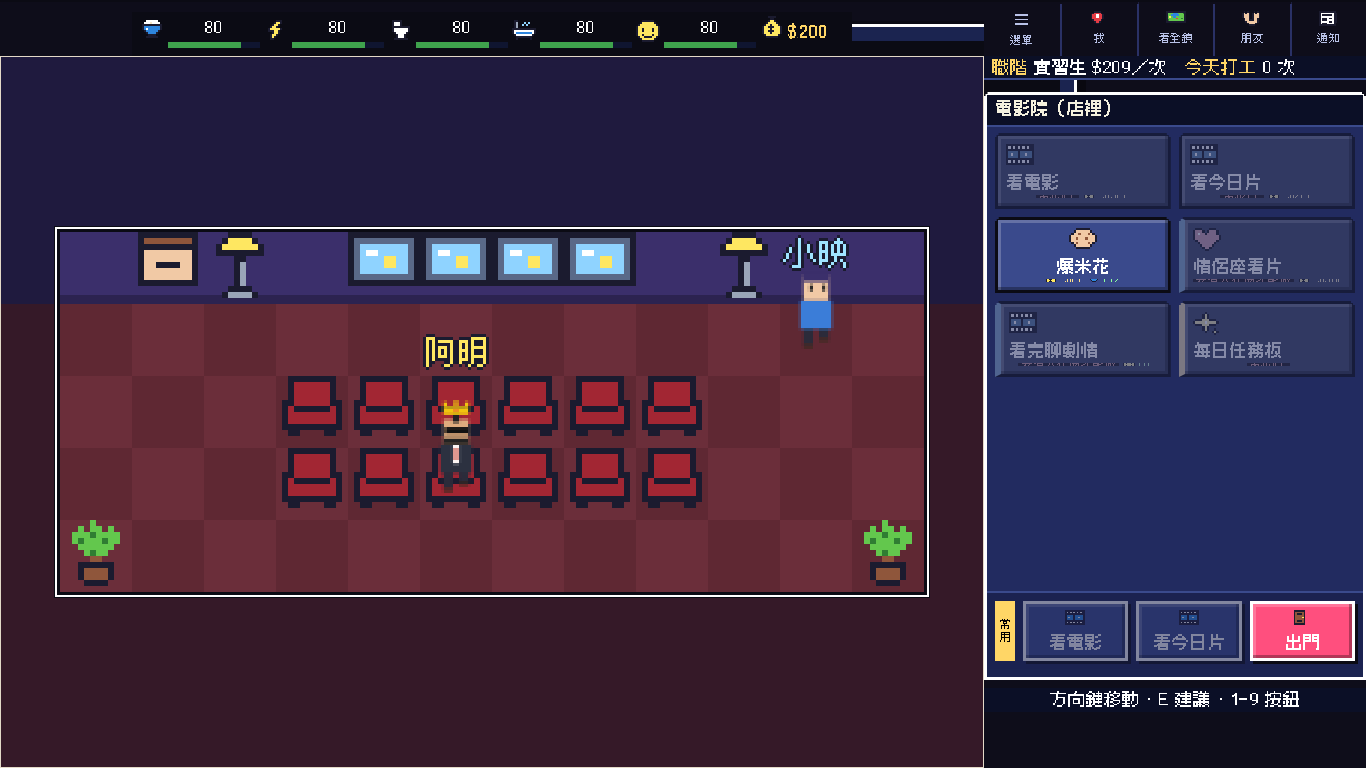 80 80 80 80 80 $200
選單 我 看全鎮 朋友 通知
職階 實習生 $209/次 今天打工 0 次
電影院（店裡）
看電影 看今日片
爆米花 情侶座看片
看完聊劇情 每日任務板
小映
阿明
常用 看電影 看今日片 出門
方向鍵移動·E 建議·1-9 按鈕